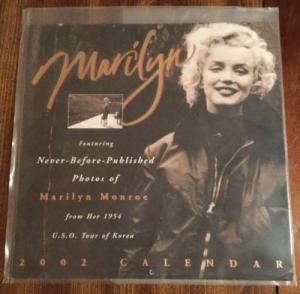 Marilyn
Featuring
Never-Before-Published
Photos of
Marilyn Monroe
from Her 1954
U.S.O. Tour of Korea
2002 CALENDAR